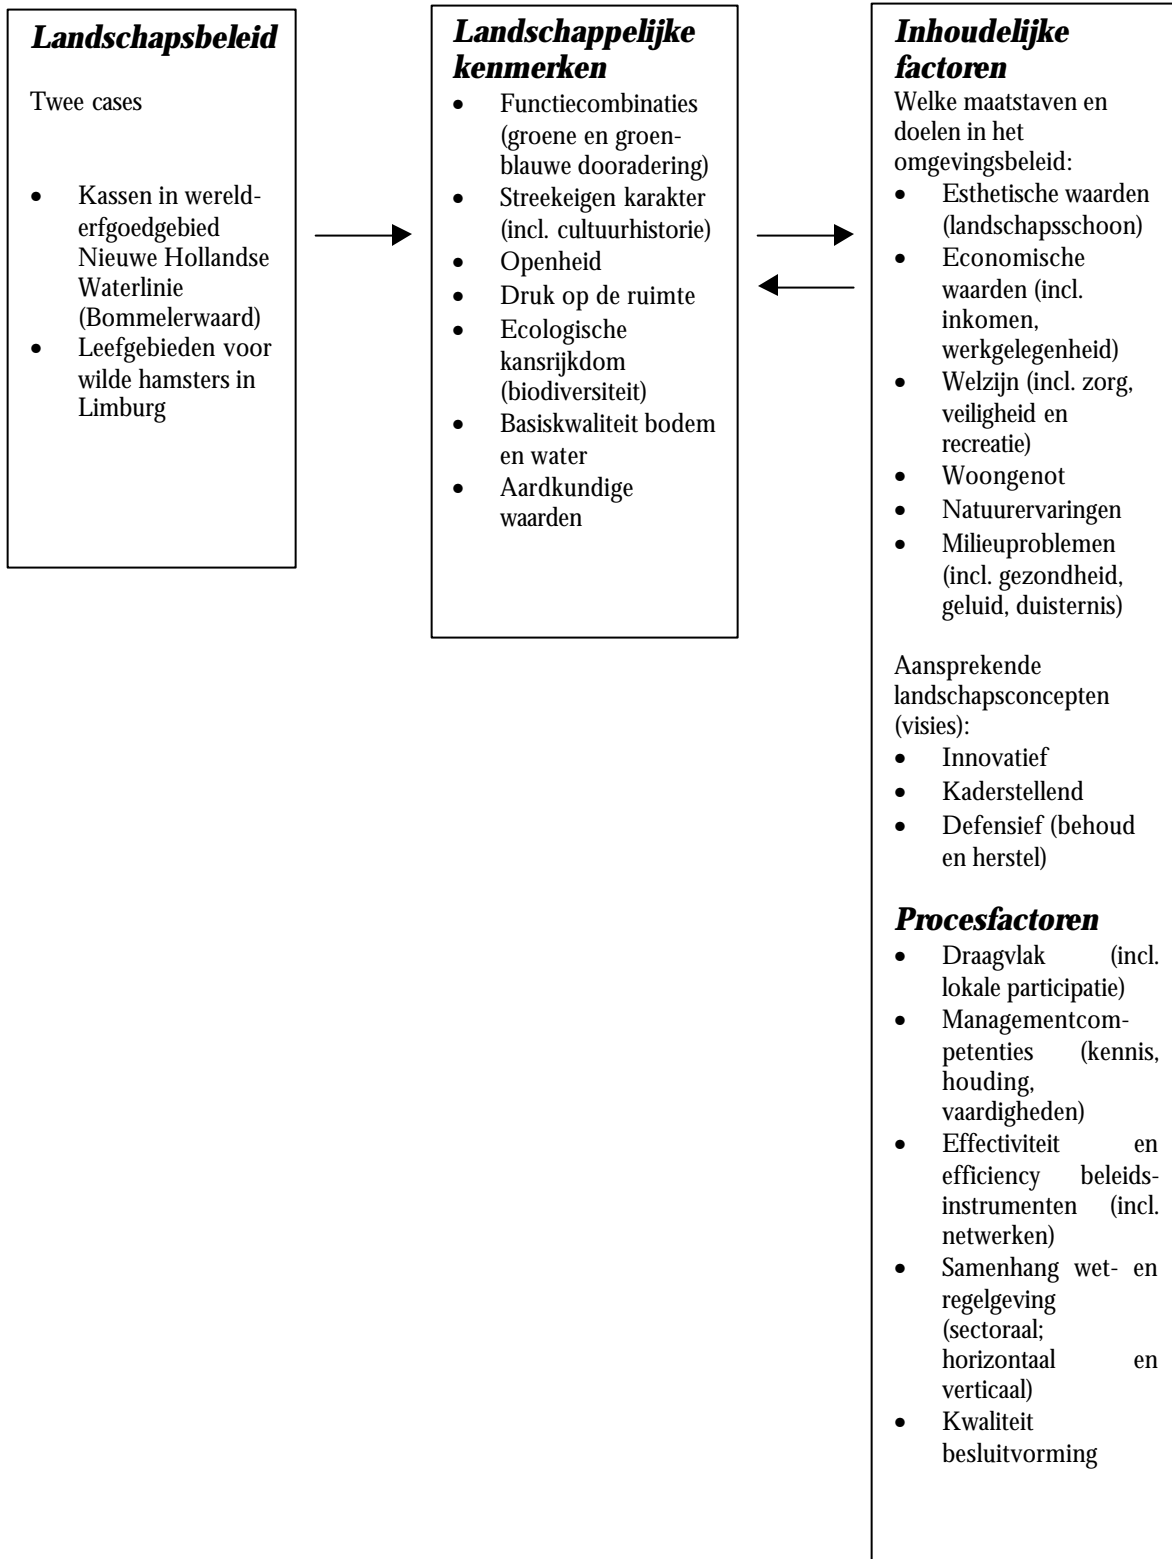 Landschapsbeleid
Twee cases
• Kassen in wereld-
erfgoedgebied
Nieuwe Hollandse
Waterlinie
(Bommelerwaard)
• Leefgebieden voor
wilde hamsters in
Limburg
Landschappelijke
kenmerken
• Functiecombinaties
(groene en groen-
blauwe dooradering)
• Streekeigen karakter
(incl. cultuurhistorie)
• Openheid
• Druk op de ruimte
• Ecologische
kansrijkdom
(biodiversiteit)
• Basiskwaliteit bodem
en water
• Aardkundige
waarden
Inhoudelijke
factoren
Welke maatstaven en
doelen in het
omgevingsbeleid:
• Esthetische waarden
(landschapsschoon)
• Economische
waarden (incl.
inkomen,
werkgelegenheid)
• Welzijn (incl. zorg,
veiligheid en
recreatie)
• Woongenot
• Natuurervaringen
• Milieuproblemen
(incl. gezondheid,
geluid, duisternis)
Aansprekende
landschapsconcepten
(visies):
• Innovatief
• Kaderstellend
• Defensief (behoud
en herstel)
Procesfactoren
• Draagvlak (incl.
lokale participatie)
• Managementcom-
petenties (kennis,
houding,
vaardigheden)
• Effectiviteit en
efficiency beleids-
instrumenten (incl.
netwerken)
• Samenhang wet- en
regelgeving
(sectoraal;
horizontaal en
verticaal)
• Kwaliteit
besluitvorming